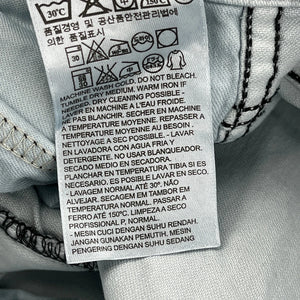 30°C
150°C
품질경영 및 공산품안전관리법
의한 품질표시
30
MACHINE WASH COLD. DO NOT BLEACH.
TUMBLE DRY MEDIUM. WARM IRON IF
NEEDED. DRY CLEANING POSSIBLE -
LAVER EN MACHINE A L'EAU FROIDE.
NE PAS BLANCHIR. SECHER EN MACHINE
A TEMPERATURE MOYENNE. REPASSER
A TEMPERATURE MOYENNE AU BESOIN.
NETTOYAGE A SEC POSSIBLE -
LAVAR EN LAVADORA CON AGUA FRIA Y
DETERGENTE. NO USAR BLANQUEADOR.
SECADO MEDIO EN SECADORA.
PLANCHAR EN TEMPERATURA TIBIA SI ES
NECESARIO. LAVADO EN SECO POSIBLE
- LAVAGEM NORMAL ATÉ 30°. NÃO
ALVEJAR. SECAGEM EM TAMBOR EM
TEMPERATURA NORMAL. PASSAR A
FERRO ATÉ 150°C. LIMPEZA A SECO
PROFISSIONAL P, NORMAL
MESIN CUCI DENGAN SUHU RENDAH.
JANGAN GUNAKAN PEMUTIH. MESIN
PENGERING DENGAN SUHU SEDANG